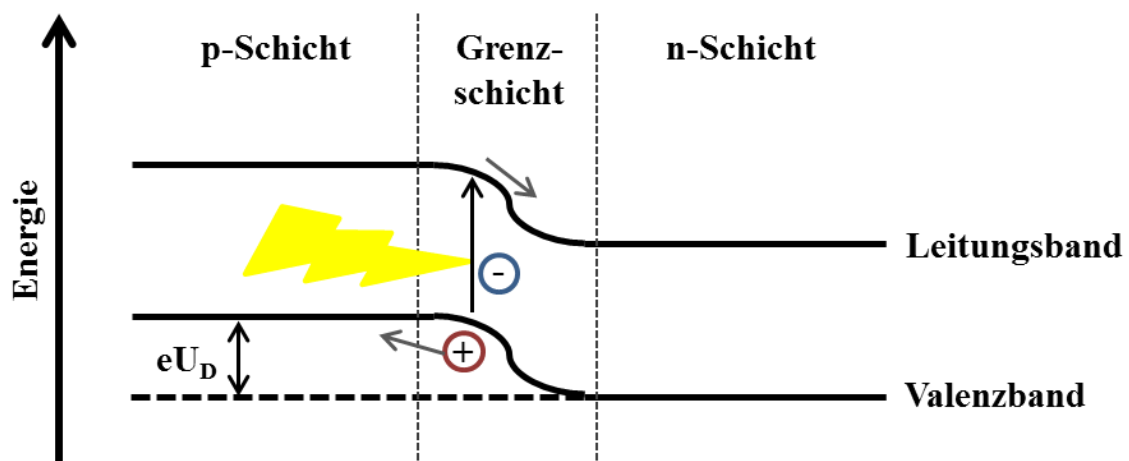 p-Schicht
Grenz-
schicht
n-Schicht
Energie
Leitungsband
-
+
eU_D
Valenzband